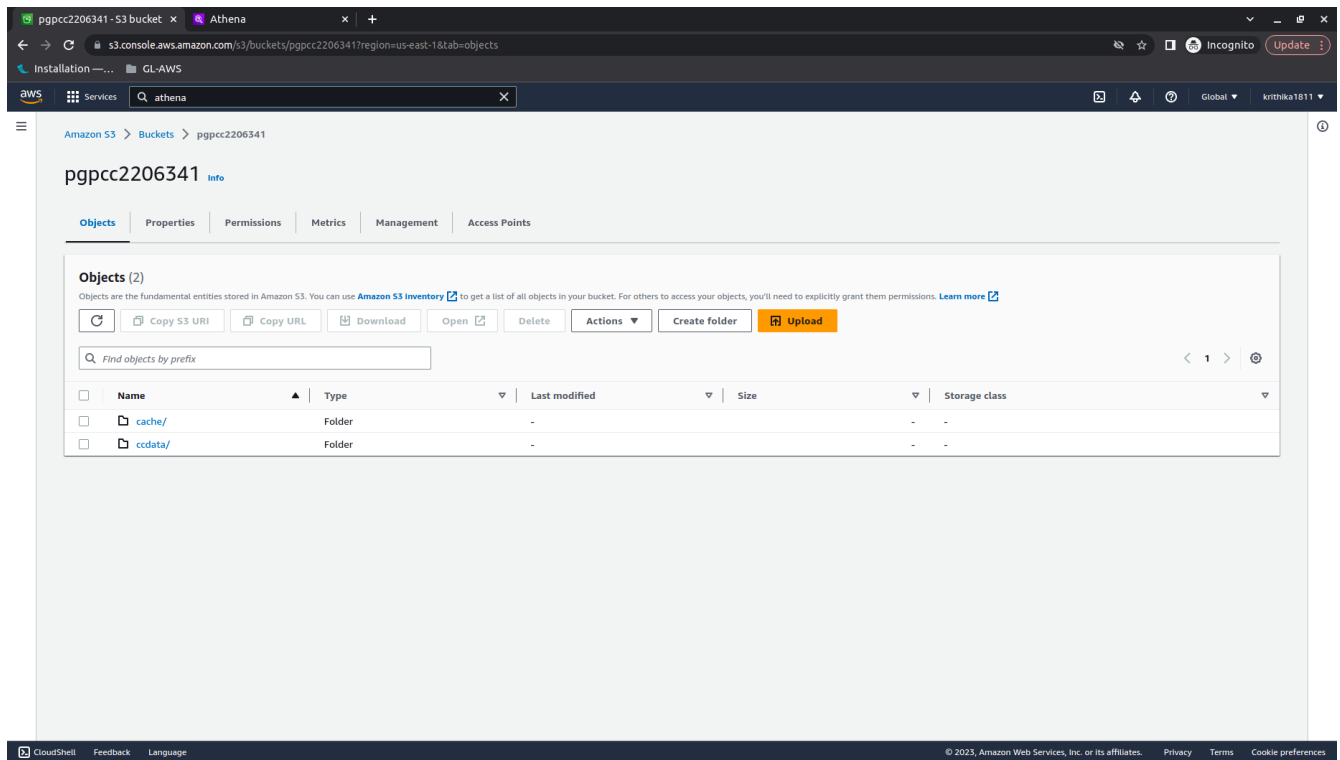 pgpcc2206341 - S3 bucket
Athena
s3.console.aws.amazon.com/s3/buckets/pgpcc2206341?region=us-east-1&tab=objects
Incognito
Update
Installation —...
GL-AWS
aws
Services
athena
Global
krithika1811
Amazon S3 > Buckets > pgpcc2206341
pgpcc2206341 Info
Objects Properties Permissions Metrics Management Access Points
Objects (2)
Objects are the fundamental entities stored in Amazon S3. You can use Amazon S3 Inventory to get a list of all objects in your bucket. For others to access your objects, you'll need to explicitly grant them permissions. Learn more
Copy S3 URI Copy URL Download Open Delete Actions Create folder Upload
Find objects by prefix
1
Name Type Last modified Size Storage class
cache/ Folder - - -
ccdata/ Folder - - -
CloudShell Feedback Language © 2023, Amazon Web Services, Inc. or its affiliates. Privacy Terms Cookie preferences